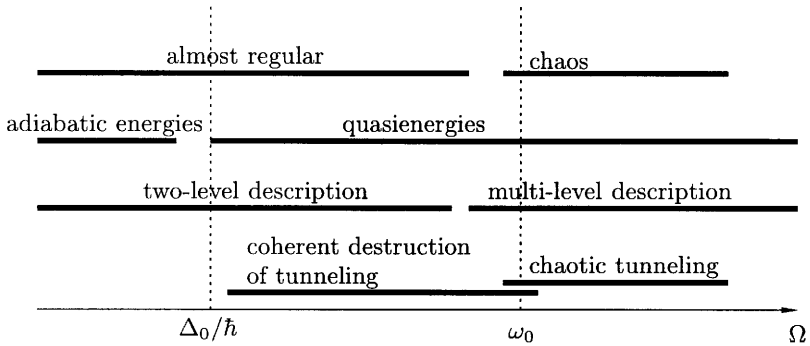 almost regular
chaos
adiabatic energies
quasienergies
two-level description
multi-level description
coherent destruction
of tunneling
chaotic tunneling
Δ₀/ℏ
ω₀
Ω